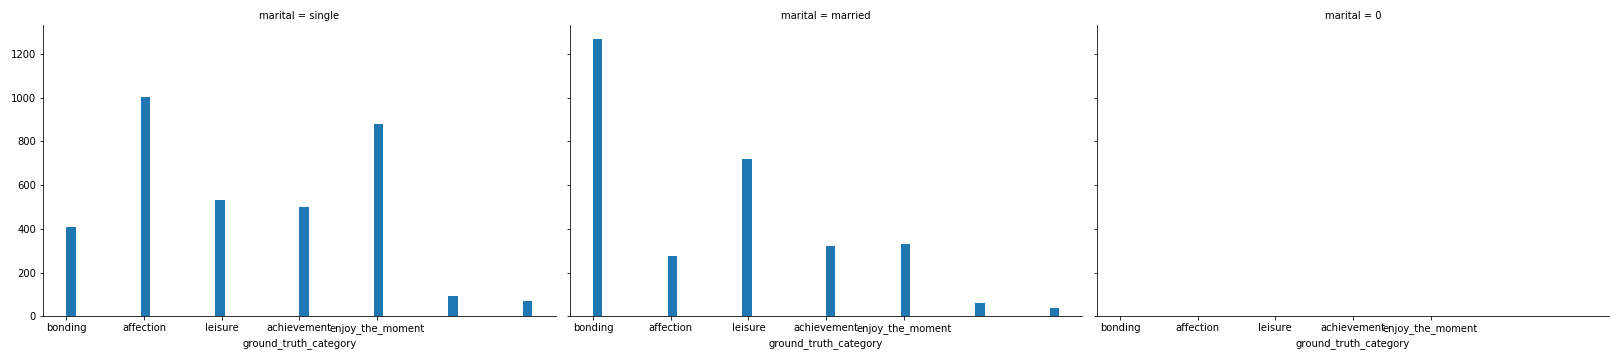 marital = single
marital = married
marital = 0
1200
1000
800
600
400
200
0
bonding affection leisure achievement enjoy_the_moment
ground_truth_category
bonding affection leisure achievement enjoy_the_moment
ground_truth_category
bonding affection leisure achievement enjoy_the_moment
ground_truth_category